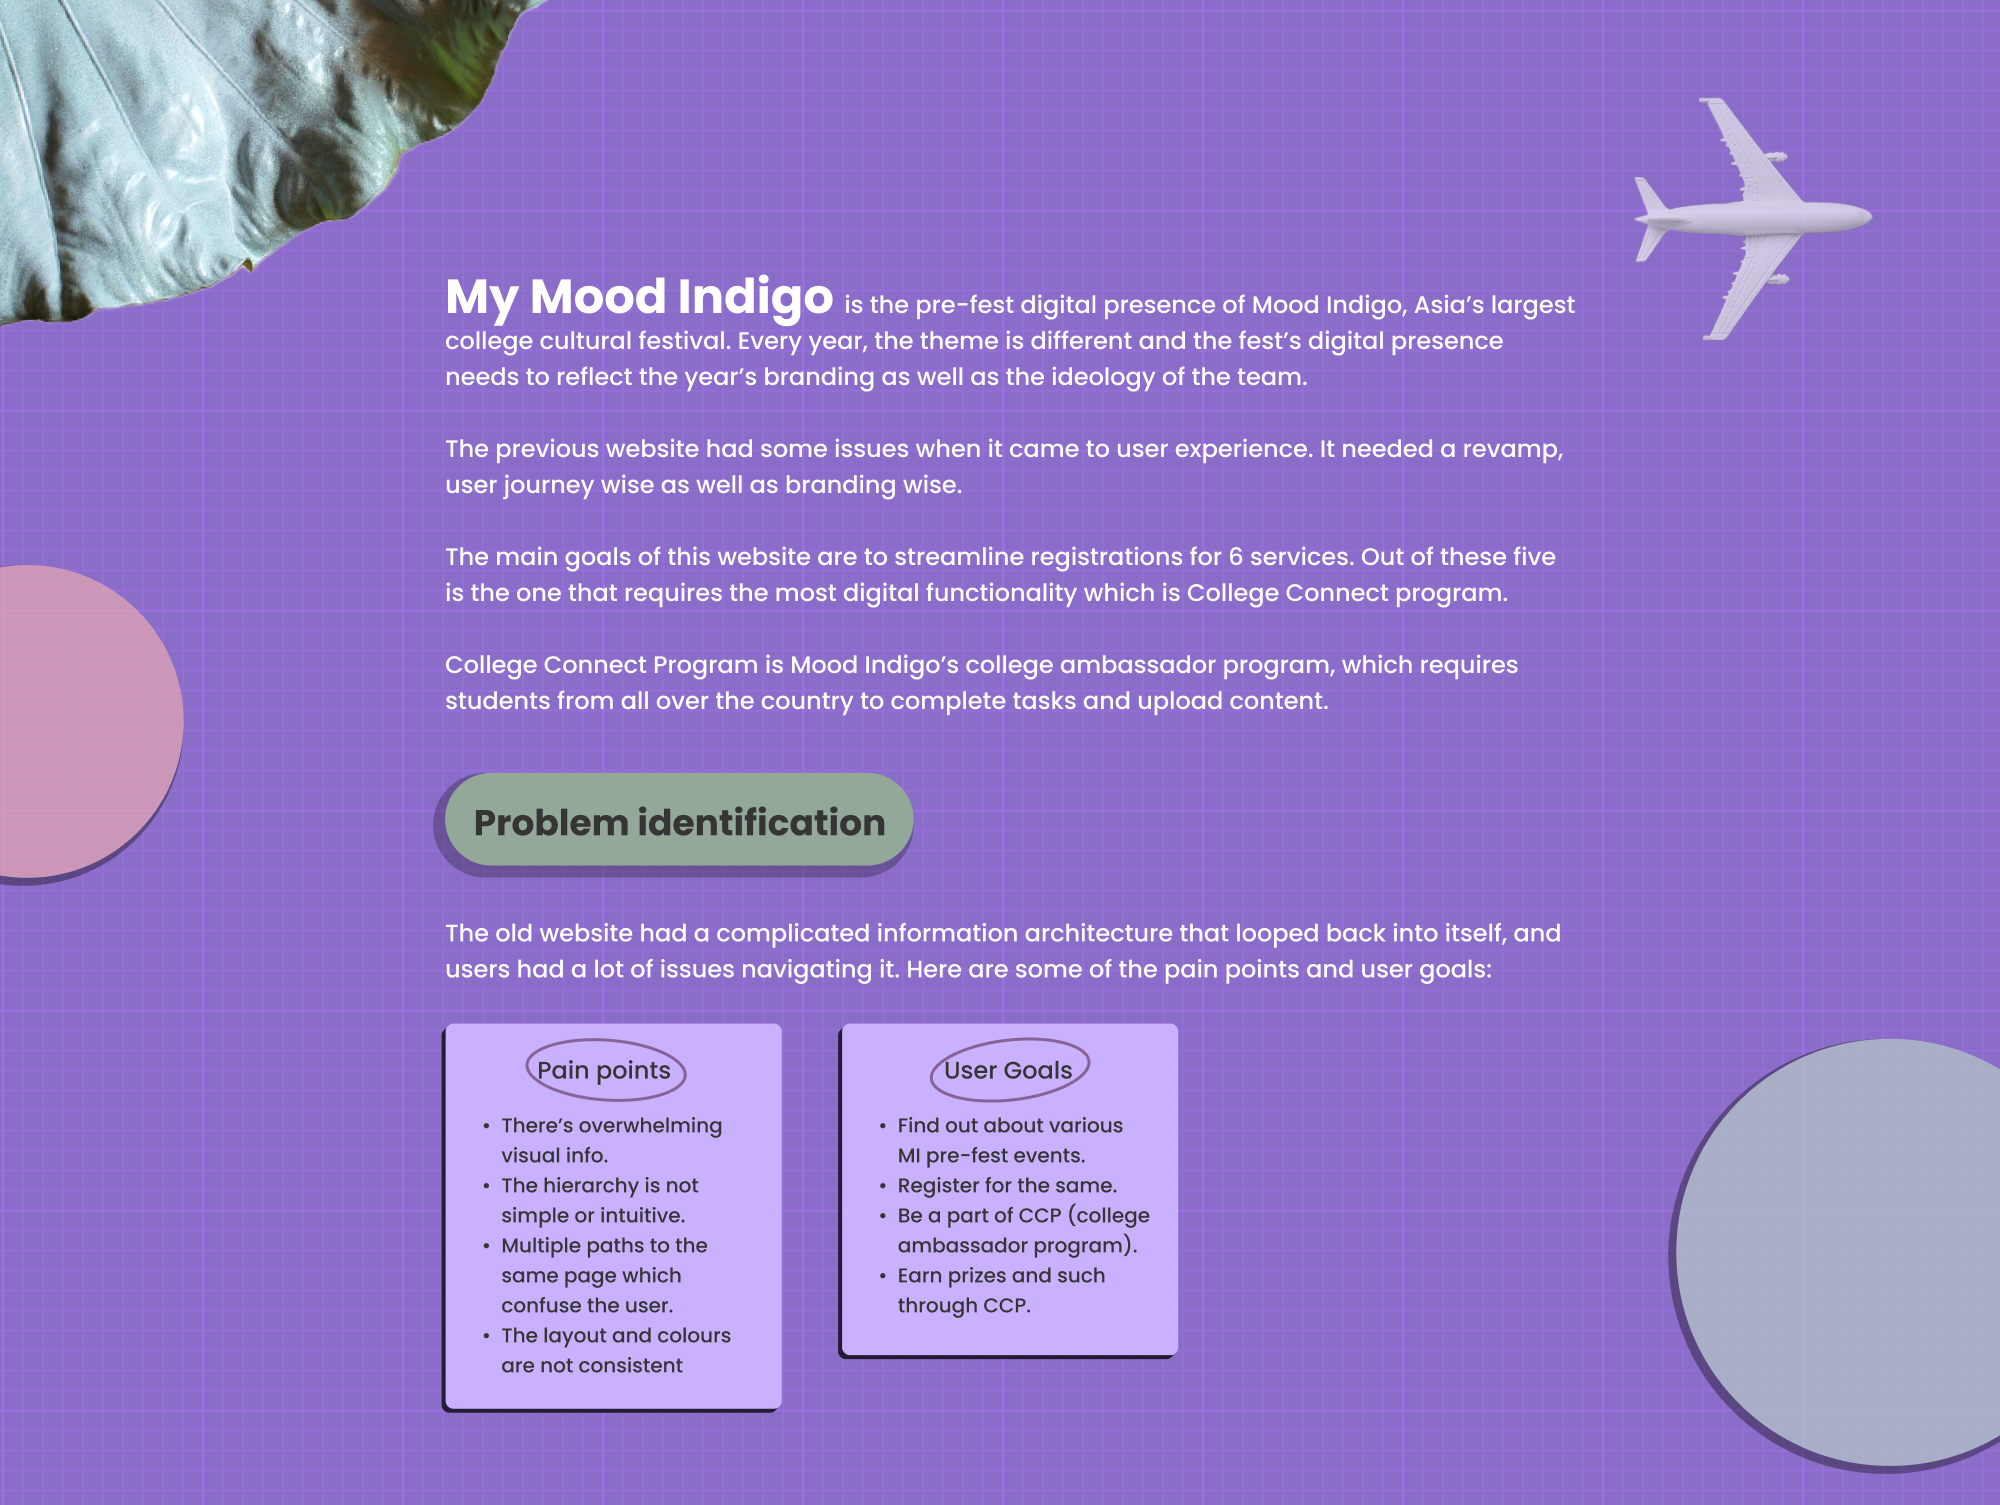 My Mood Indigo is the pre-fest digital presence of Mood Indigo, Asia’s largest
college cultural festival. Every year, the theme is different and the fest’s digital presence
needs to reflect the year’s branding as well as the ideology of the team.
The previous website had some issues when it came to user experience. It needed a revamp,
user journey wise as well as branding wise.
The main goals of this website are to streamline registrations for 6 services. Out of these five
is the one that requires the most digital functionality which is College Connect program.
College Connect Program is Mood Indigo’s college ambassador program, which requires
students from all over the country to complete tasks and upload content.
Problem identification
The old website had a complicated information architecture that looped back into itself, and
users had a lot of issues navigating it. Here are some of the pain points and user goals:
Pain points
• There’s overwhelming
visual info.
• The hierarchy is not
simple or intuitive.
• Multiple paths to the
same page which
confuse the user.
• The layout and colours
are not consistent
User Goals
• Find out about various
MI pre-fest events.
• Register for the same.
• Be a part of CCP (college
ambassador program).
• Earn prizes and such
through CCP.